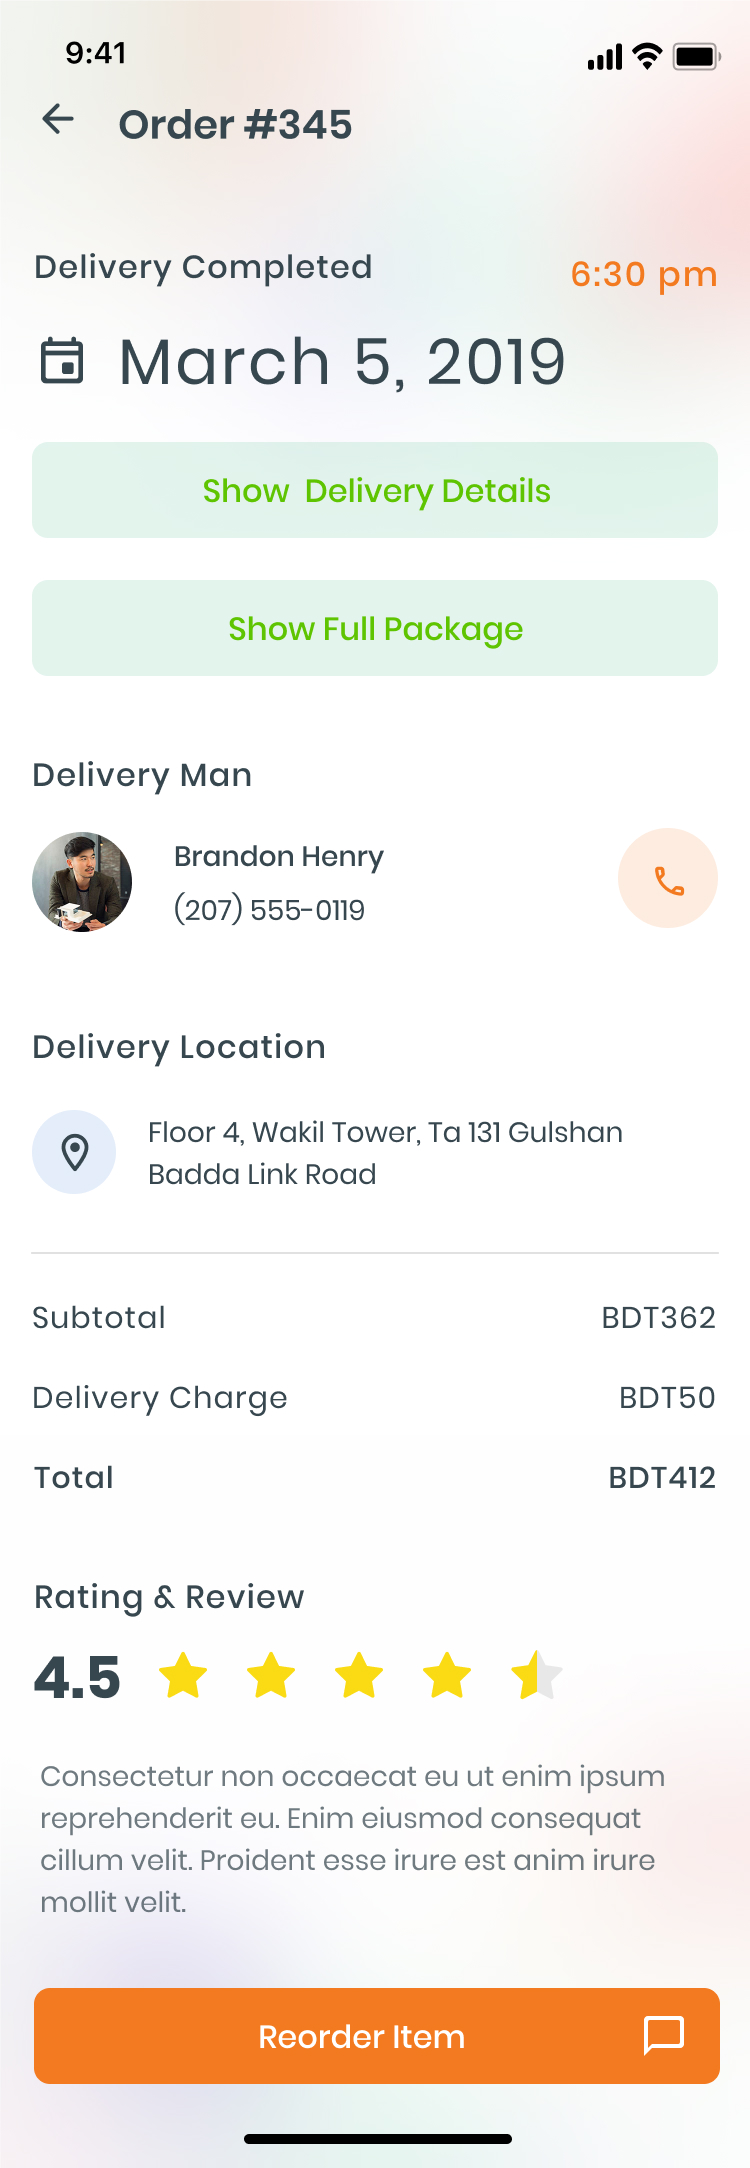 9:41
Order #345
Delivery Completed
6:30 pm
March 5, 2019
Show  Delivery Details
Show Full Package
Delivery Man
Brandon Henry
(207) 555-0119
Delivery Location
Floor 4, Wakil Tower, Ta 131 Gulshan
Badda Link Road
Subtotal BDT362
Delivery Charge BDT50
Total BDT412
Rating & Review
4.5
Consectetur non occaecat eu ut enim ipsum
reprehenderit eu. Enim eiusmod consequat
cillum velit. Proident esse irure est anim irure
mollit velit.
Reorder Item